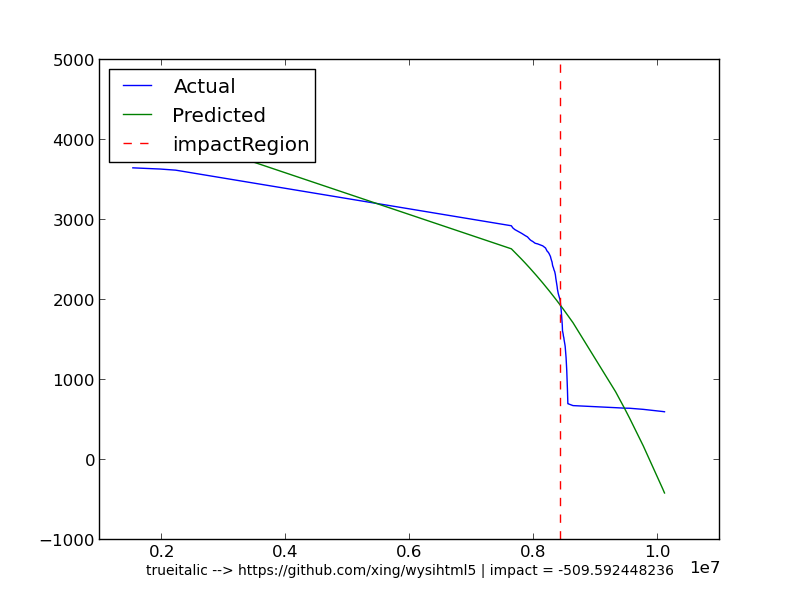 5000
4000
3000
2000
1000
0
−1000
Actual
Predicted
impactRegion
0.2 0.4 0.6 0.8 1.0
1e7
trueitalic --> https://github.com/xing/wysihtml5 | impact = -509.592448236